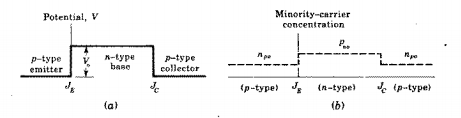 Potential, V
p-type emitter
V₀
n-type base
p-type collector
J_E
J_C
(a)
Minority-carrier
concentration
n_po
p_no
n_po
(p-type)
J_E
(n-type)
J_C
(p-type)
(b)